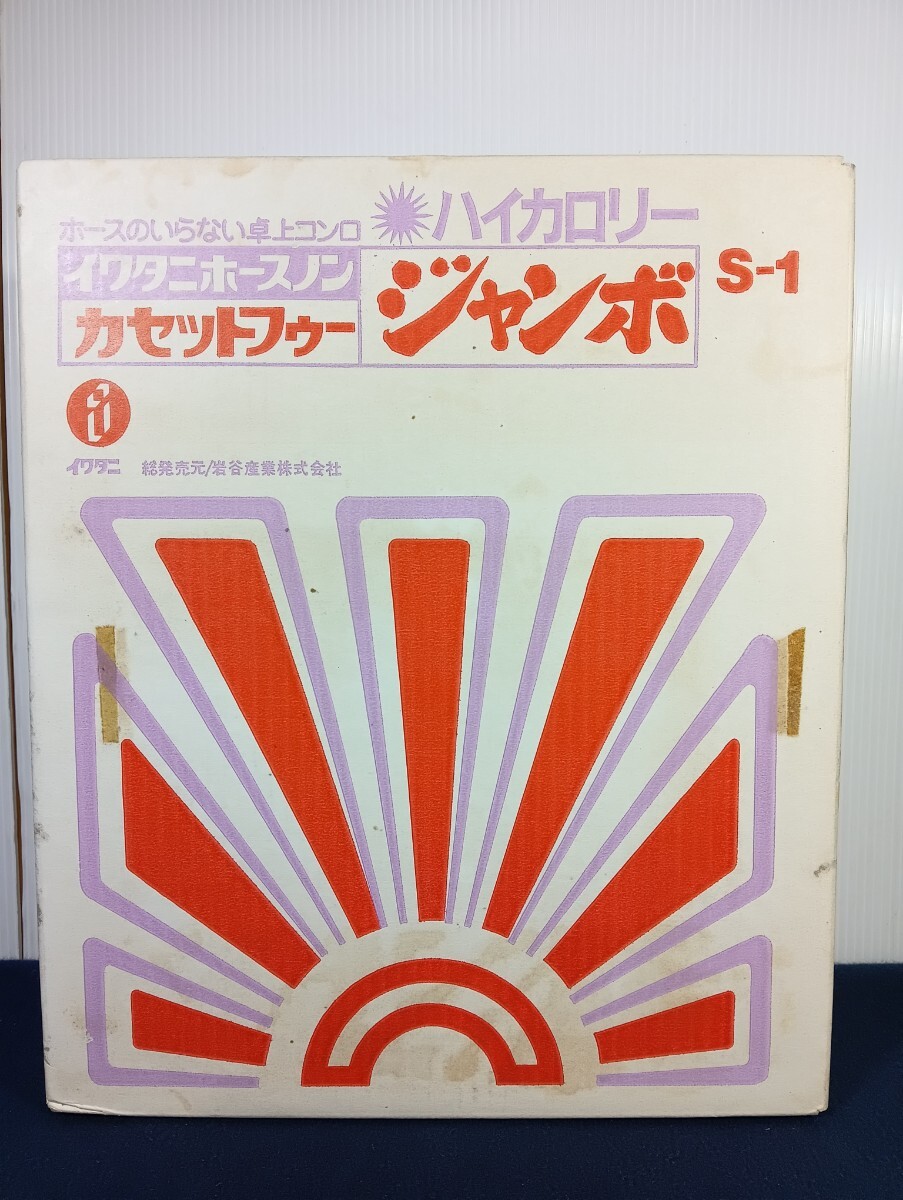 ホースのいらない卓上コンロ
ハイカロリー
イワタニホースノン
カセットフゥー
ジャンボ
S-1
イワタニ 総発売元/岩谷産業株式会社